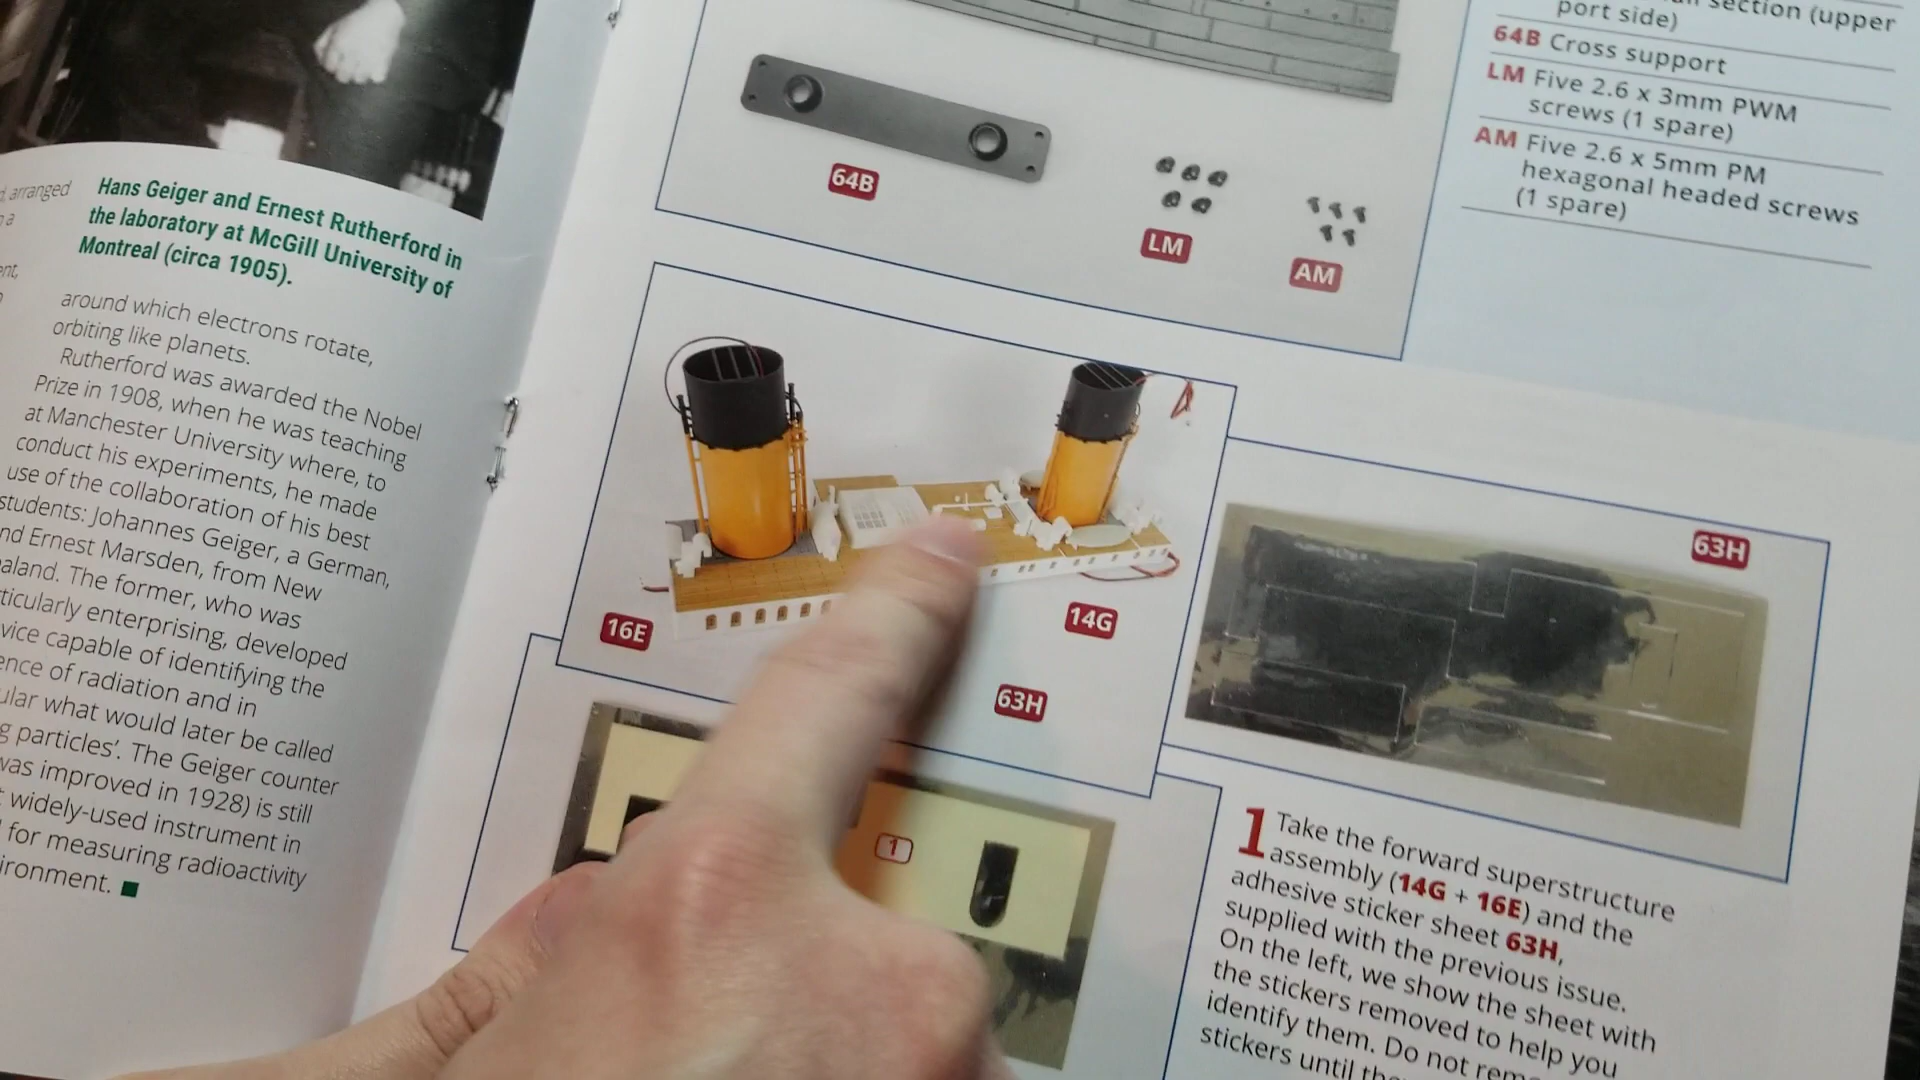 arranged
Hans Geiger and Ernest Rutherford in
the laboratory at McGill University of
Montreal (circa 1905).
around which electrons rotate,
orbiting like planets.
Rutherford was awarded the Nobel
Prize in 1908, when he was teaching
at Manchester University where, to
conduct his experiments, he made
use of the collaboration of his best
students: Johannes Geiger, a German,
nd Ernest Marsden, from New
aland. The former, who was
ticularly enterprising, developed
vice capable of identifying the
ence of radiation and in
ular what would later be called
g particles'. The Geiger counter
was improved in 1928) is still
t widely-used instrument in
for measuring radioactivity
ironment.
64B
LM
AM
section (upper
port side)
64B Cross support
LM Five 2.6 x 3mm PWM
screws (1 spare)
AM Five 2.6 x 5mm PM
hexagonal headed screws
(1 spare)
16E
14G
63H
63H
1
1 Take the forward superstructure
assembly (14G + 16E) and the
adhesive sticker sheet 63H,
supplied with the previous issue.
On the left, we show the sheet with
the stickers removed to help you
identify them. Do not remo
stickers until the